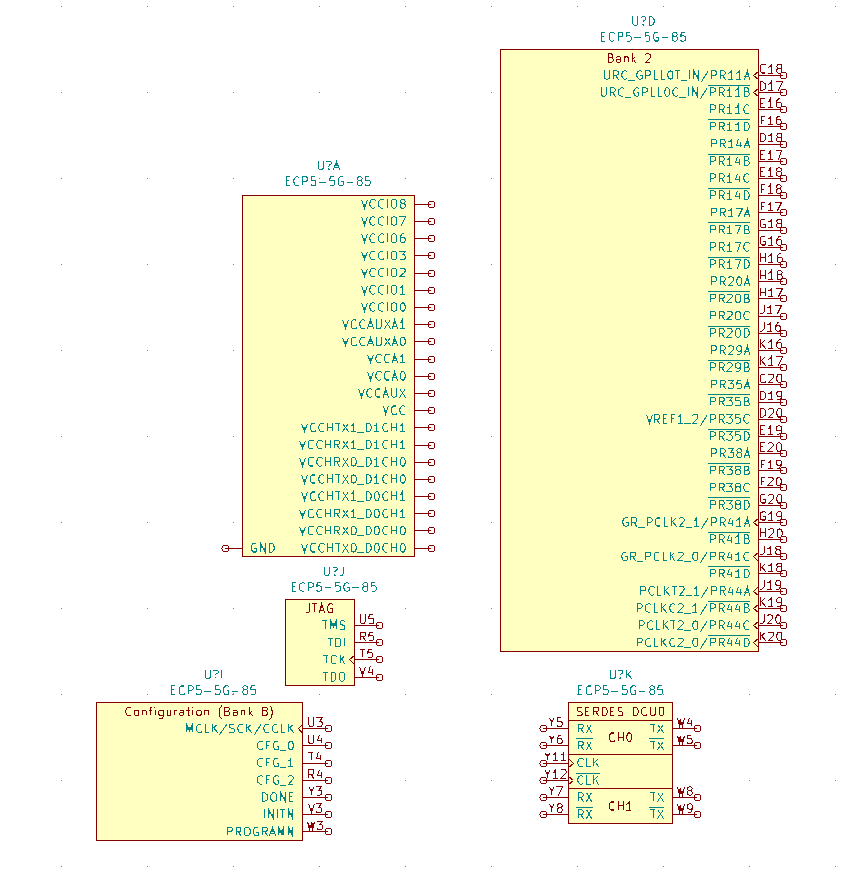 U?D
ECP5-5G-85
Bank 2
URC_GPLL0T_IN/PR11A C18
URC_GPLL0C_IN/PR11B D17
PR11C E16
PR11D F16
PR14A D18
PR14B E17
PR14C E18
PR14D F18
PR17A F17
PR17B G18
PR17C G16
PR17D H16
PR20A H18
PR20B H17
PR20C J17
PR20D J16
PR29A K16
PR29B K17
PR35A C20
PR35B D19
VREF1_2/PR35C D20
PR35D E19
PR38A E20
PR38B F19
PR38C F20
PR38D G20
GR_PCLK2_1/PR41A G19
PR41B H20
GR_PCLK2_0/PR41C J18
PR41D K18
PCLKT2_1/PR44A J19
PCLKC2_1/PR44B K19
PCLKT2_0/PR44C J20
PCLKC2_0/PR44D K20
U?A
ECP5-5G-85
VCCIO8
VCCIO7
VCCIO6
VCCIO3
VCCIO2
VCCIO1
VCCIO0
VCCAUXA1
VCCAUXA0
VCCA1
VCCA0
VCCAUX
VCC
VCCHTX1_D1CH1
VCCHRX1_D1CH1
VCCHRX0_D1CH0
VCCHTX0_D1CH0
VCCHTX1_D0CH1
VCCHRX1_D0CH1
VCCHRX0_D0CH0
GND VCCHTX0_D0CH0
U?J
ECP5-5G-85
JTAG
TMS U5
TDI R5
TCK T5
TDO V4
U?I
ECP5-5G-85
Configuration (Bank 8)
MCLK/SCK/CCLK U3
CFG_0 U4
CFG_1 T4
CFG_2 R4
DONE Y3
INITN V3
PROGRAMN W3
U?K
ECP5-5G-85
SERDES DCU0
Y5 RX CH0 TX W4
Y6 RX TX W5
Y11 CLK
Y12 CLK
Y7 RX CH1 TX W8
Y8 RX TX W9